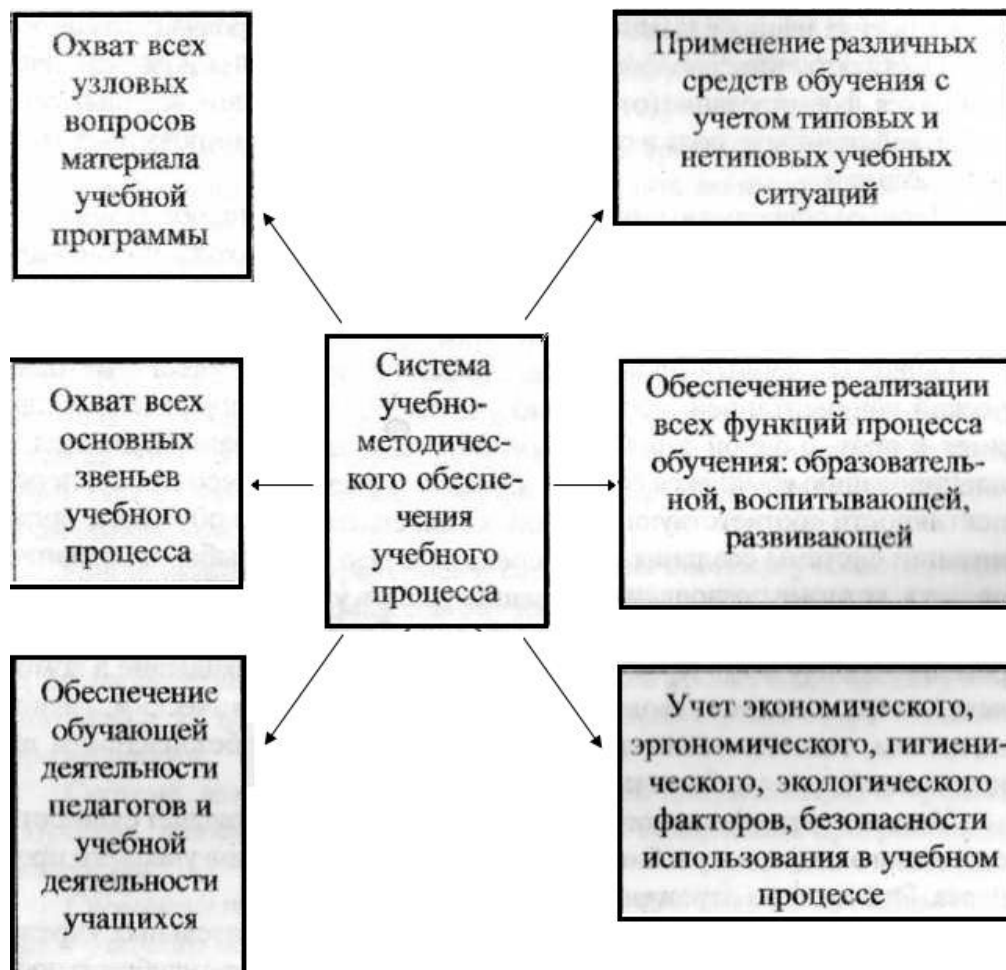 Охват всех
узловых
вопросов
материала
учебной
программы
Применение различных
средств обучения с
учетом типовых и
нетиповых учебных
ситуаций
Охват всех
основных
звеньев
учебного
процесса
Система
учебно-
методичес-
кого обеспе-
чения
учебного
процесса
Обеспечение реализации
всех функций процесса
обучения: образователь-
ной, воспитывающей,
развивающей
Обеспечение
обучающей
деятельности
педагогов и
учебной
деятельности
учащихся
Учет экономического,
эргономического, гигиени-
ческого, экологического
факторов, безопасности
использования в учебном
процессе